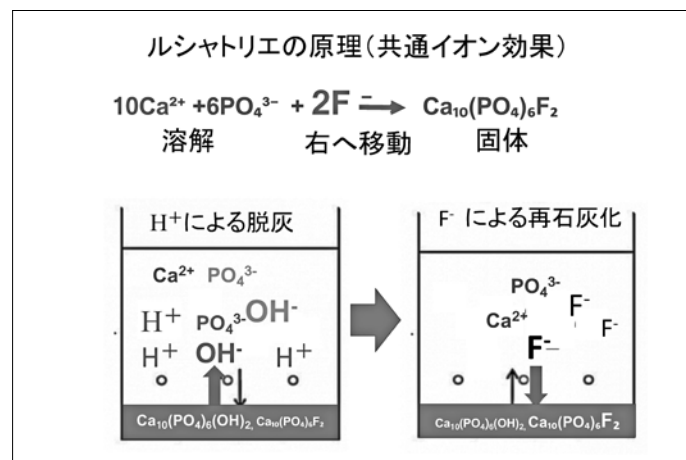 ルシャトリエの原理(共通イオン効果)
10Ca²⁺ +6PO₄³⁻ + 2F⁻ → Ca₁₀(PO₄)₆F₂
溶解 右へ移動 固体
H⁺による脱灰
Ca²⁺ PO₄³⁻
H⁺ PO₄³⁻ OH⁻
H⁺ OH⁻ H⁺
Ca₁₀(PO₄)₆(OH)₂, Ca₁₀(PO₄)₆F₂
F⁻ による再石灰化
PO₄³⁻ F⁻
Ca²⁺ F⁻
F⁻
Ca₁₀(PO₄)₆(OH)₂, Ca₁₀(PO₄)₆F₂